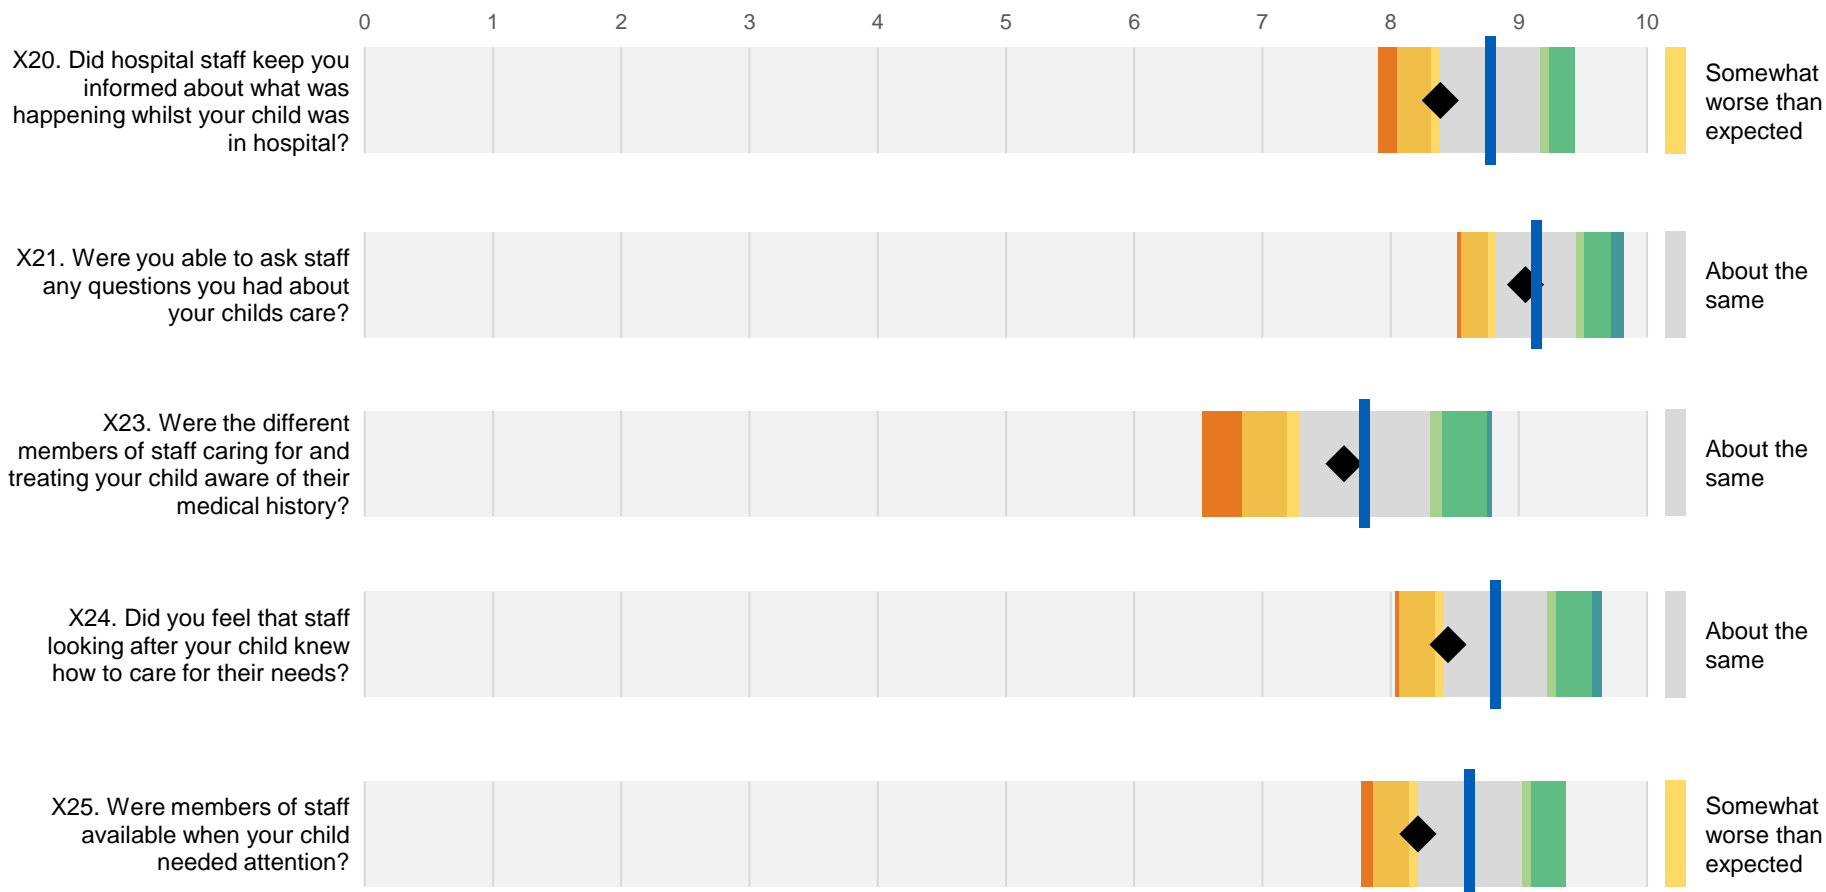 0 1 2 3 4 5 6 7 8 9 10
X20. Did hospital staff keep you
informed about what was
happening whilst your child was
in hospital?
Somewhat
worse than
expected
X21. Were you able to ask staff
any questions you had about
your childs care?
About the
same
X23. Were the different
members of staff caring for and
treating your child aware of their
medical history?
About the
same
X24. Did you feel that staff
looking after your child knew
how to care for their needs?
About the
same
X25. Were members of staff
available when your child
needed attention?
Somewhat
worse than
expected